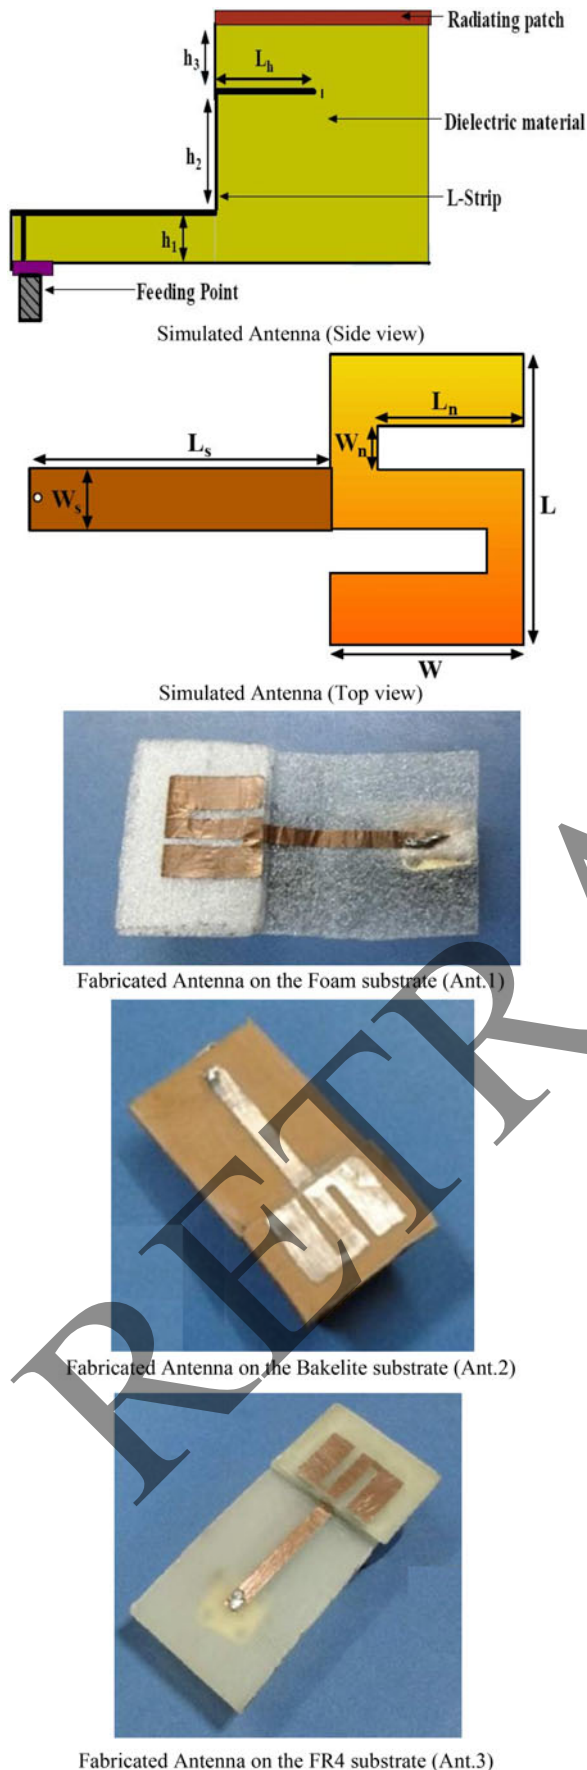 Radiating patch
h3
Lh
Dielectric material
h2
L-Strip
h1
Feeding Point
Simulated Antenna (Side view)
Ln
Ls
Wn
Ws
L
W
Simulated Antenna (Top view)
Fabricated Antenna on the Foam substrate (Ant.1)
Fabricated Antenna on the Bakelite substrate (Ant.2)
Fabricated Antenna on the FR4 substrate (Ant.3)
RETRA